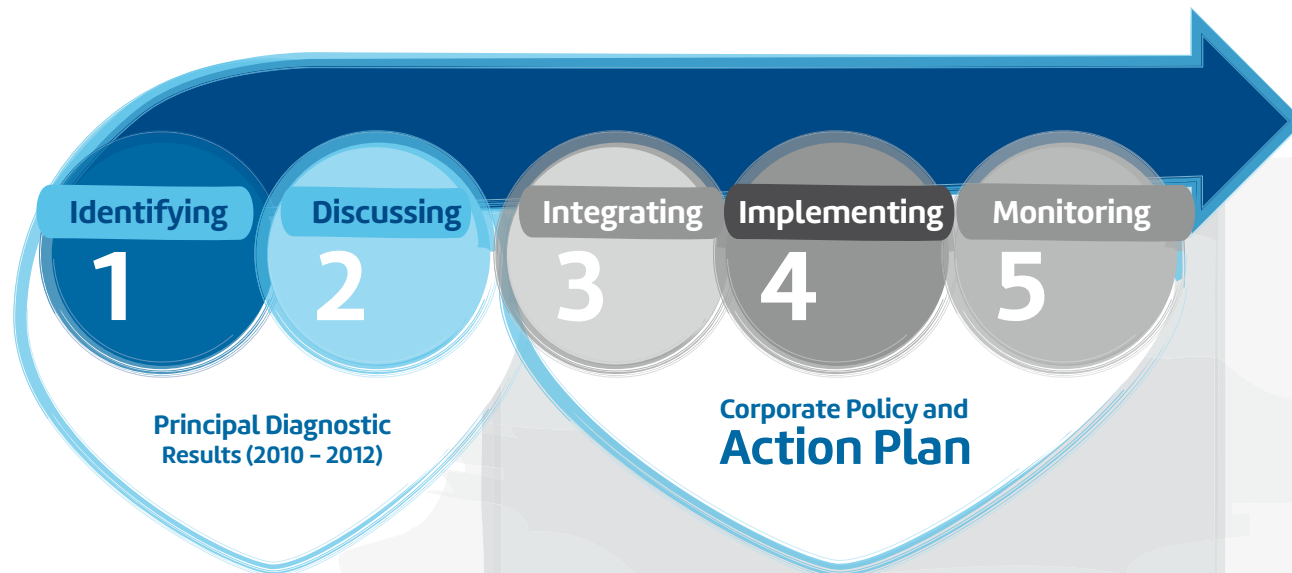 Identifying
1
Discussing
2
Integrating
3
Implementing
4
Monitoring
5
Principal Diagnostic
Results (2010 – 2012)
Corporate Policy and
Action Plan